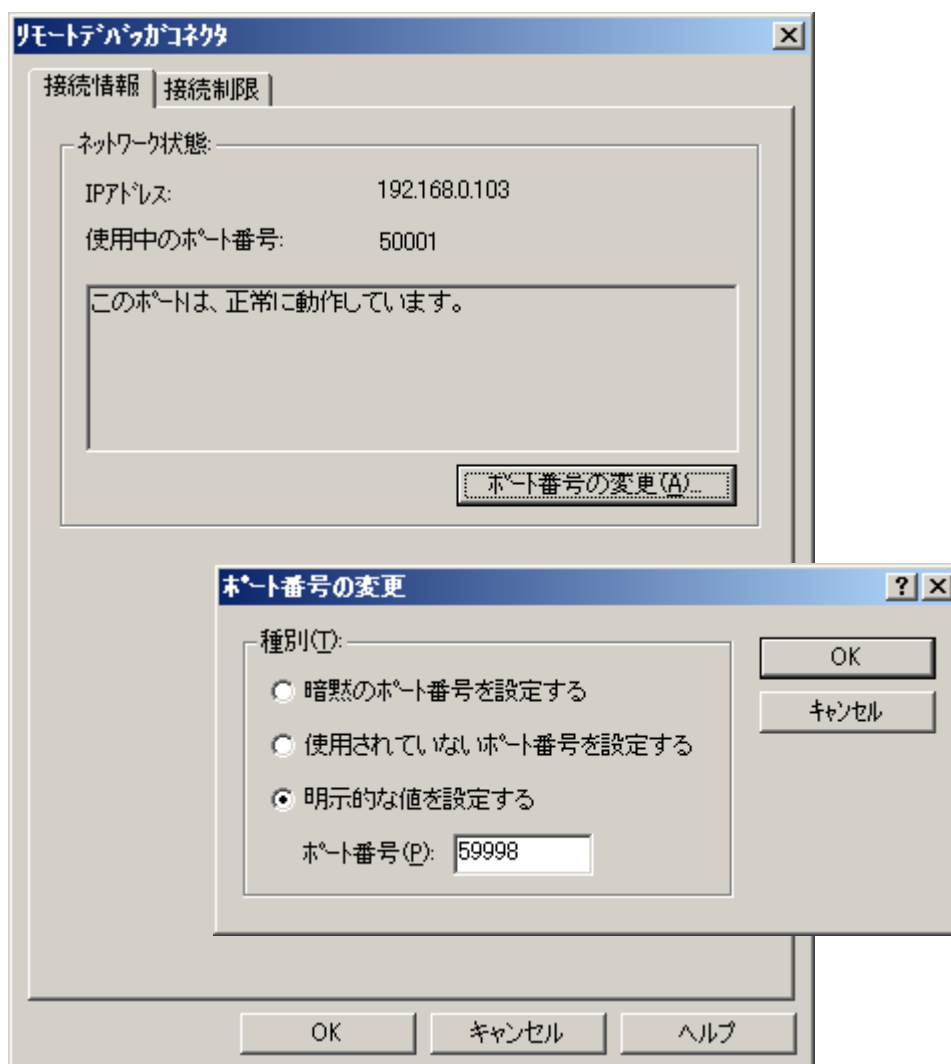 リモートデバッガコネクタ
接続情報 接続制限
ネットワーク状態:
IPアドレス: 192.168.0.103
使用中のポート番号: 50001
このポートは、正常に動作しています。
ポート番号の変更(A)...
ポート番号の変更
種別(T):
暗黙のポート番号を設定する
使用されていないポート番号を設定する
明示的な値を設定する
ポート番号(P): 59998
OK
キャンセル
OK キャンセル ヘルプ